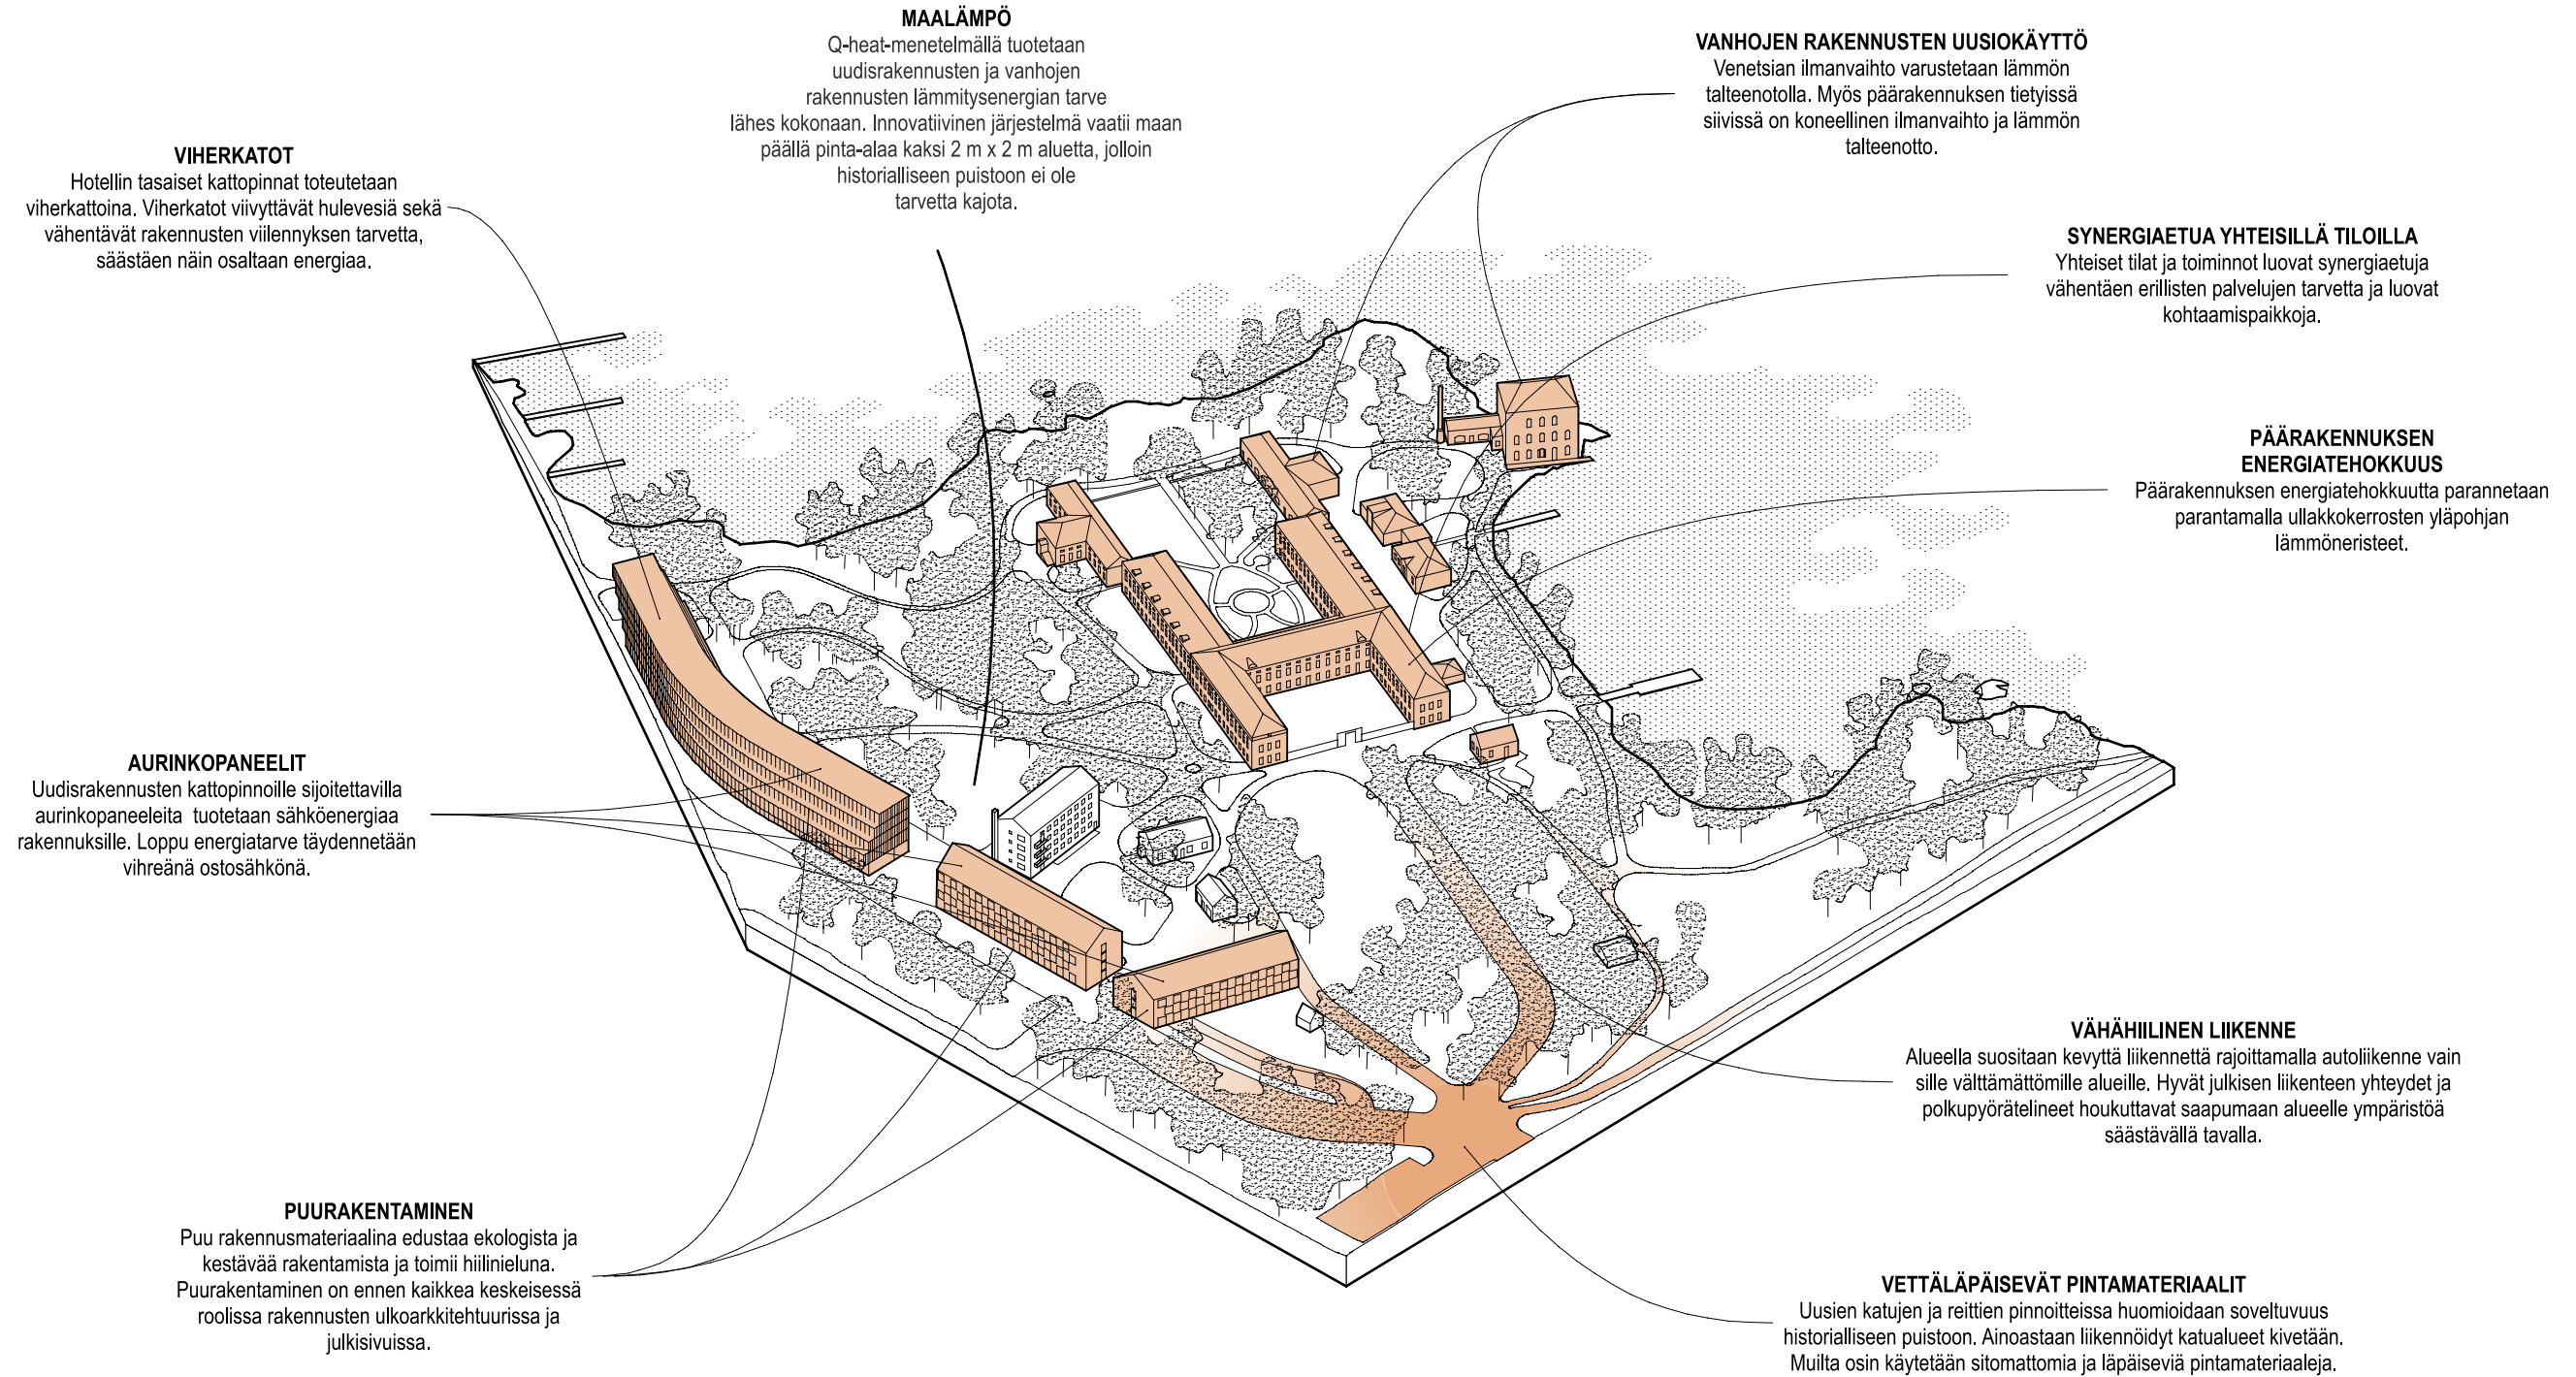 MAALÄMPÖ
Q-heat-menetelmällä tuotetaan
uudisrakennusten ja vanhojen
rakennusten lämmitysenergian tarve
lähes kokonaan. Innovatiivinen järjestelmä vaatii maan
päällä pinta-alaa kaksi 2 m x 2 m aluetta, jolloin
historialliseen puistoon ei ole
tarvetta kajota.
VANHOJEN RAKENNUSTEN UUSIOKÄYTTÖ
Venetsian ilmanvaihto varustetaan lämmön
talteenotolla. Myös päärakennuksen tietyissä
siivissä on koneellinen ilmanvaihto ja lämmön
talteenotto.
VIHERKATOT
Hotellin tasaiset kattopinnat toteutetaan
viherkattoina. Viherkatot viivyttävät hulevesiä sekä
vähentävät rakennusten viilennyksen tarvetta,
säästäen näin osaltaan energiaa.
SYNERGIAETUA YHTEISILLÄ TILOILLA
Yhteiset tilat ja toiminnot luovat synergiaetuja
vähentäen erillisten palvelujen tarvetta ja luovat
kohtaamispaikkoja.
PÄÄRAKENNUKSEN
ENERGIATEHOKKUUS
Päärakennuksen energiatehokkuutta parannetaan
parantamalla ullakkokerrosten yläpohjan
lämmöneristeet.
AURINKOPANEELIT
Uudisrakennusten kattopinnoille sijoitettavilla
aurinkopaneeleita tuotetaan sähköenergiaa
rakennuksille. Loppu energiatarve täydennetään
vihreänä ostosähkönä.
VÄHÄHIILINEN LIIKENNE
Alueella suositaan kevyttä liikennettä rajoittamalla autoliikenne vain
sille välttämättömille alueille. Hyvät julkisen liikenteen yhteydet ja
polkupyörätelineet houkuttavat saapumaan alueelle ympäristöä
säästävällä tavalla.
PUURAKENTAMINEN
Puu rakennusmateriaalina edustaa ekologista ja
kestävää rakentamista ja toimii hiilinieluna.
Puurakentaminen on ennen kaikkea keskeisessä
roolissa rakennusten ulkoarkkitehtuurissa ja
julkisivuissa.
VETTÄLÄPÄISEVÄT PINTAMATERIAALIT
Uusien katujen ja reittien pinnoitteissa huomioidaan soveltuvuus
historialliseen puistoon. Ainoastaan liikennöidyt katualueet kivetään.
Muilta osin käytetään sitomattomia ja läpäiseviä pintamateriaaleja.